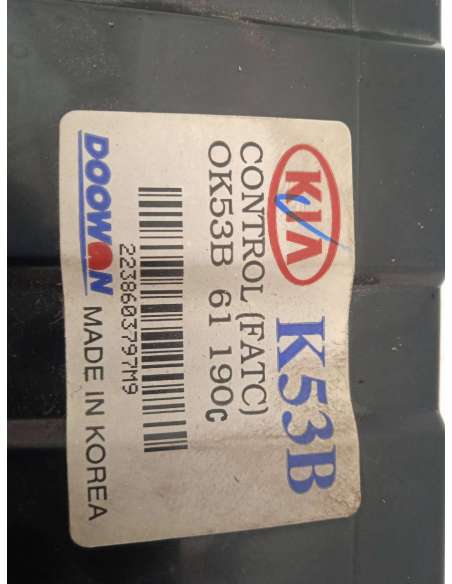 KIA K53B
CONTROL (FATC)
OK53B 61 190C
2238603797M9
DOOWON MADE IN KOREA